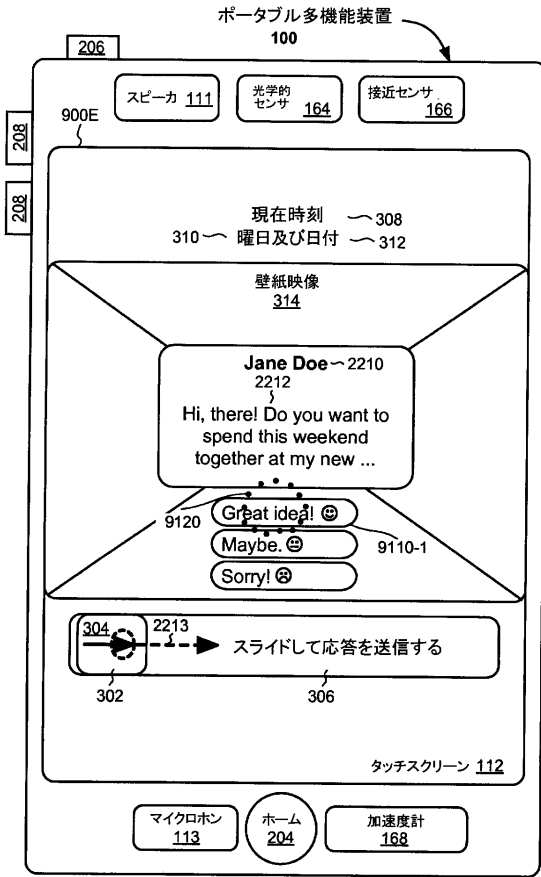 ポータブル多機能装置
100
206
スピーカ 111
光学的
センサ 164
接近センサ
166
900E
208
208
現在時刻 308
310 曜日及び日付 312
壁紙映像
314
Jane Doe 2210
2212
Hi, there! Do you want to
spend this weekend
together at my new ...
9120
Great idea! ☺
9110-1
Maybe. 😐
Sorry! ☹
304
2213
スライドして応答を送信する
302
306
タッチスクリーン 112
マイクロホン
113
ホーム
204
加速度計
168